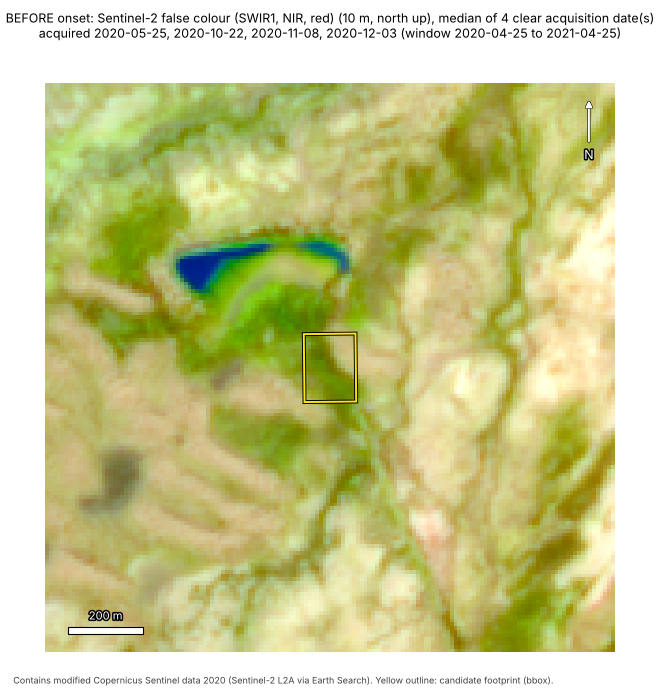 BEFORE onset: Sentinel-2 false colour (SWIR1, NIR, red) (10 m, north up), median of 4 clear acquisition date(s)
acquired 2020-05-25, 2020-10-22, 2020-11-08, 2020-12-03 (window 2020-04-25 to 2021-04-25)
N
200 m
Contains modified Copernicus Sentinel data 2020 (Sentinel-2 L2A via Earth Search). Yellow outline: candidate footprint (bbox).